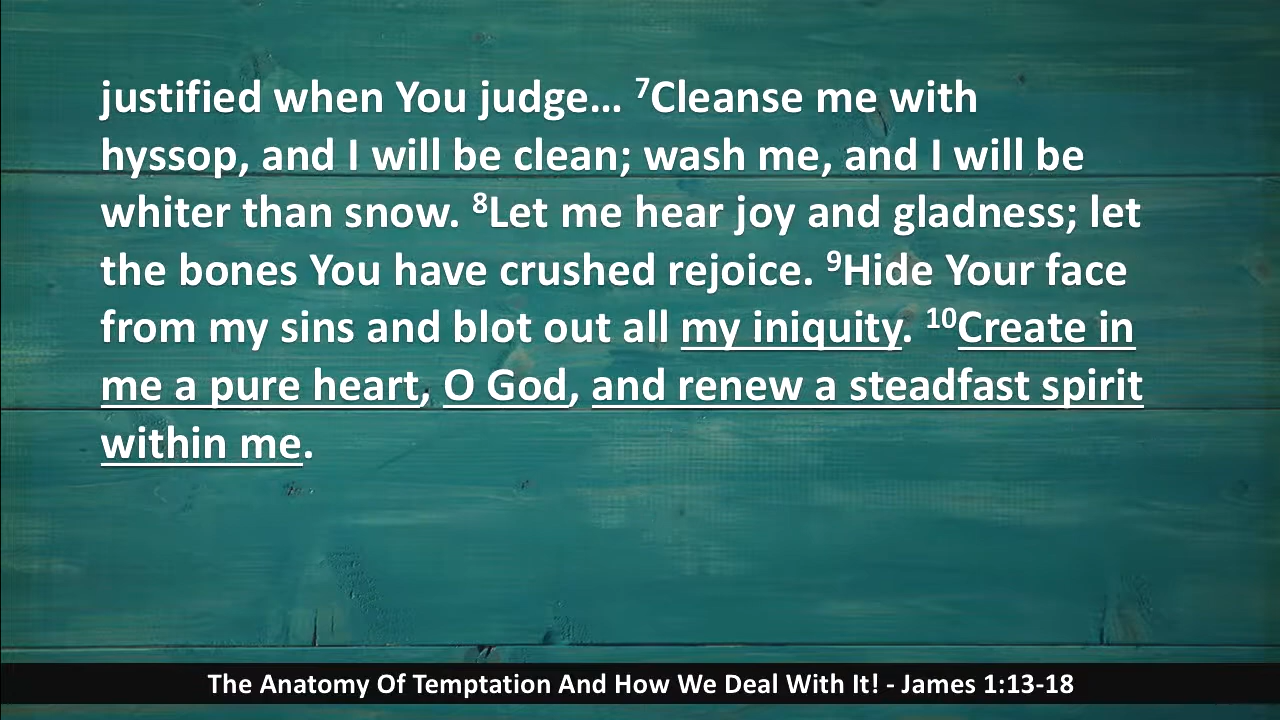 justified when You judge… ⁷Cleanse me with
hyssop, and I will be clean; wash me, and I will be
whiter than snow. ⁸Let me hear joy and gladness; let
the bones You have crushed rejoice. ⁹Hide Your face
from my sins and blot out all my iniquity. ¹⁰Create in
me a pure heart, O God, and renew a steadfast spirit
within me.
The Anatomy Of Temptation And How We Deal With It! - James 1:13-18